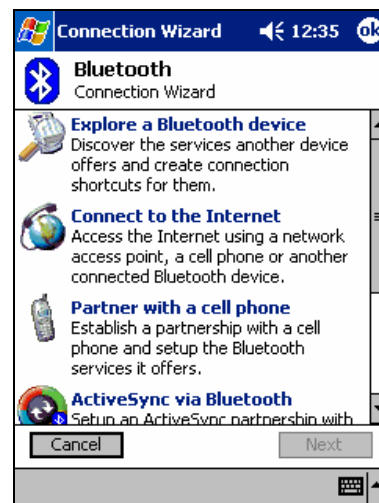 Connection Wizard 12:35 ok
Bluetooth
Connection Wizard
Explore a Bluetooth device
Discover the services another device
offers and create connection
shortcuts for them.
Connect to the Internet
Access the Internet using a network
access point, a cell phone or another
connected Bluetooth device.
Partner with a cell phone
Establish a partnership with a cell
phone and setup the Bluetooth
services it offers.
ActiveSync via Bluetooth
Setup an ActiveSync partnership with
Cancel Next